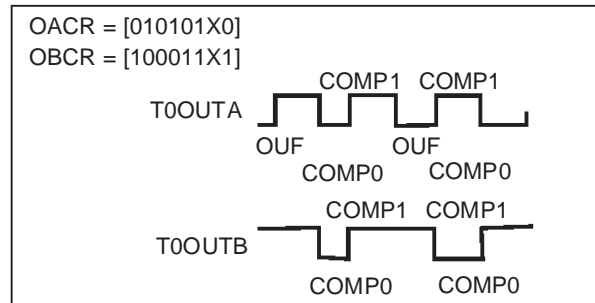 OACR = [010101X0]
OBCR = [100011X1]
COMP1 COMP1
T0OUTA
OUF OUF
COMP0 COMP0
COMP1 COMP1
T0OUTB
COMP0 COMP0